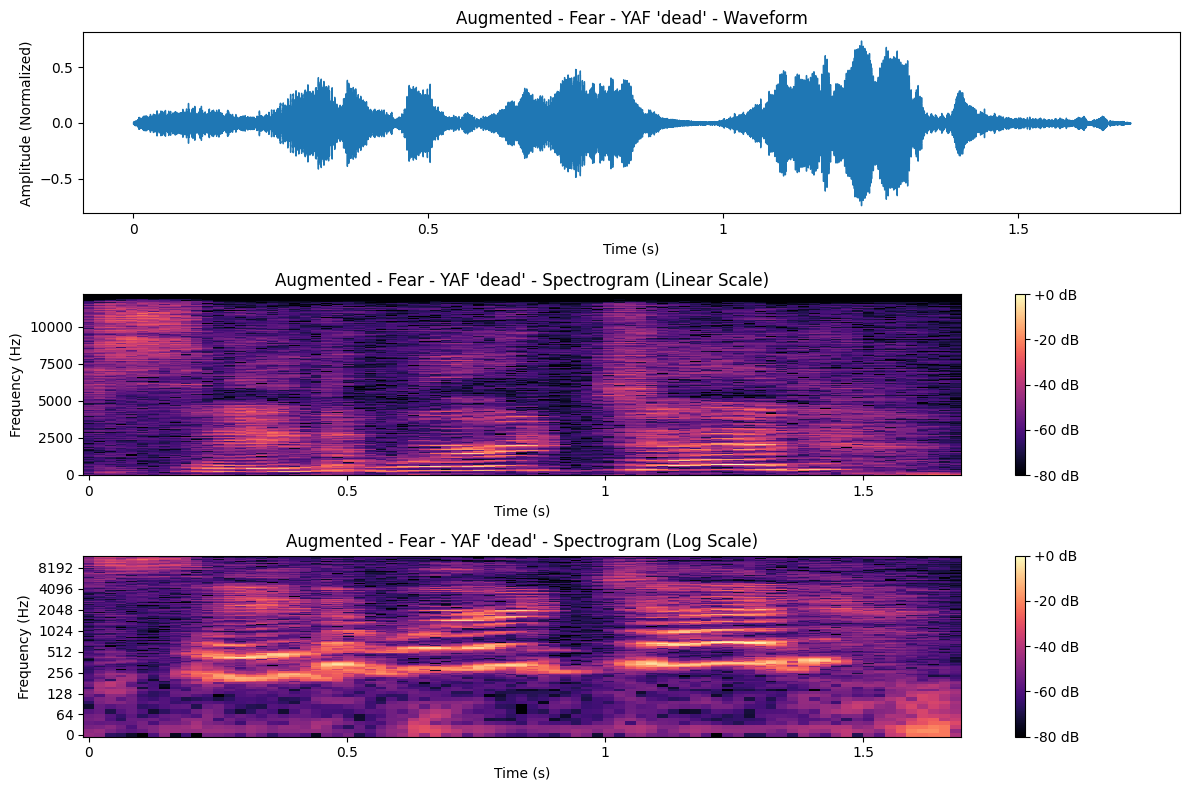 Augmented - Fear - YAF 'dead' - Waveform
Amplitude (Normalized)
0.5
0.0
−0.5
0 0.5 1 1.5
Time (s)
Augmented - Fear - YAF 'dead' - Spectrogram (Linear Scale)
Frequency (Hz)
10000
7500
5000
2500
0
0 0.5 1 1.5
Time (s)
+0 dB
-20 dB
-40 dB
-60 dB
-80 dB
Augmented - Fear - YAF 'dead' - Spectrogram (Log Scale)
Frequency (Hz)
8192
4096
2048
1024
512
256
128
64
0
0 0.5 1 1.5
Time (s)
+0 dB
-20 dB
-40 dB
-60 dB
-80 dB